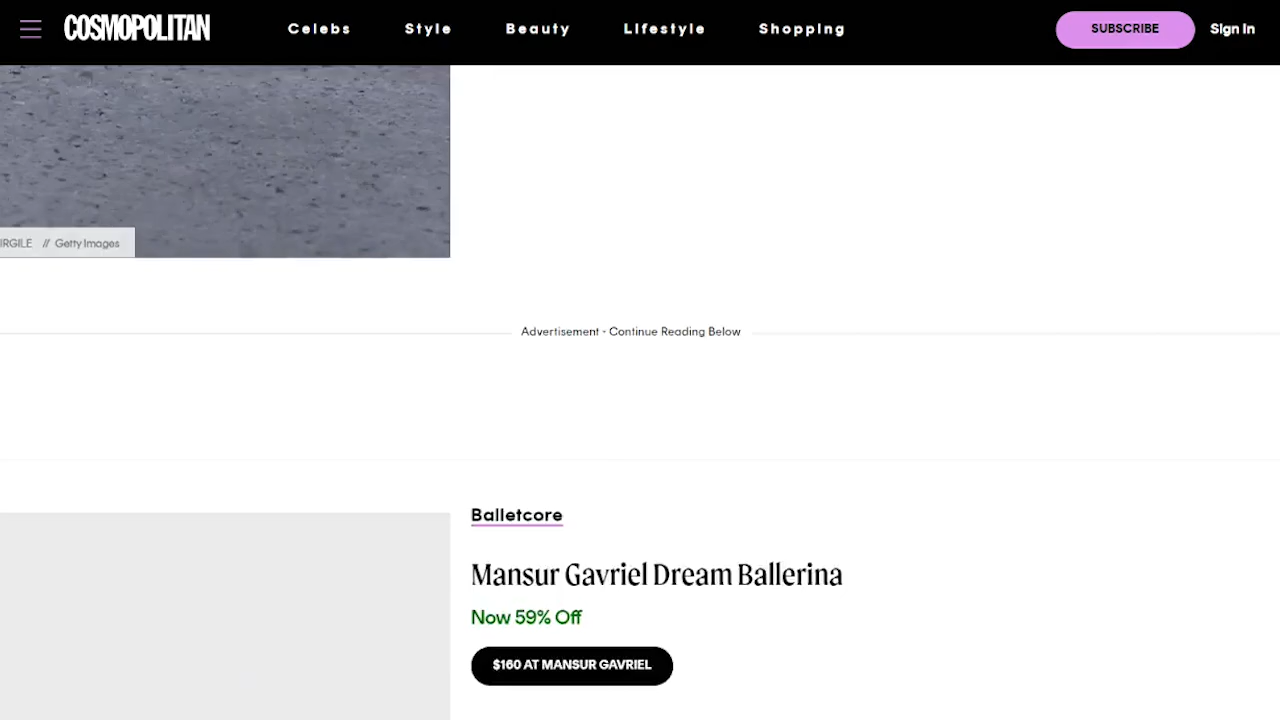 COSMOPOLITAN
Celebs
Style
Beauty
Lifestyle
Shopping
SUBSCRIBE
Sign In
// Getty Images
Advertisement - Continue Reading Below
Balletcore
Mansur Gavriel Dream Ballerina
Now 59% Off
$160 AT MANSUR GAVRIEL